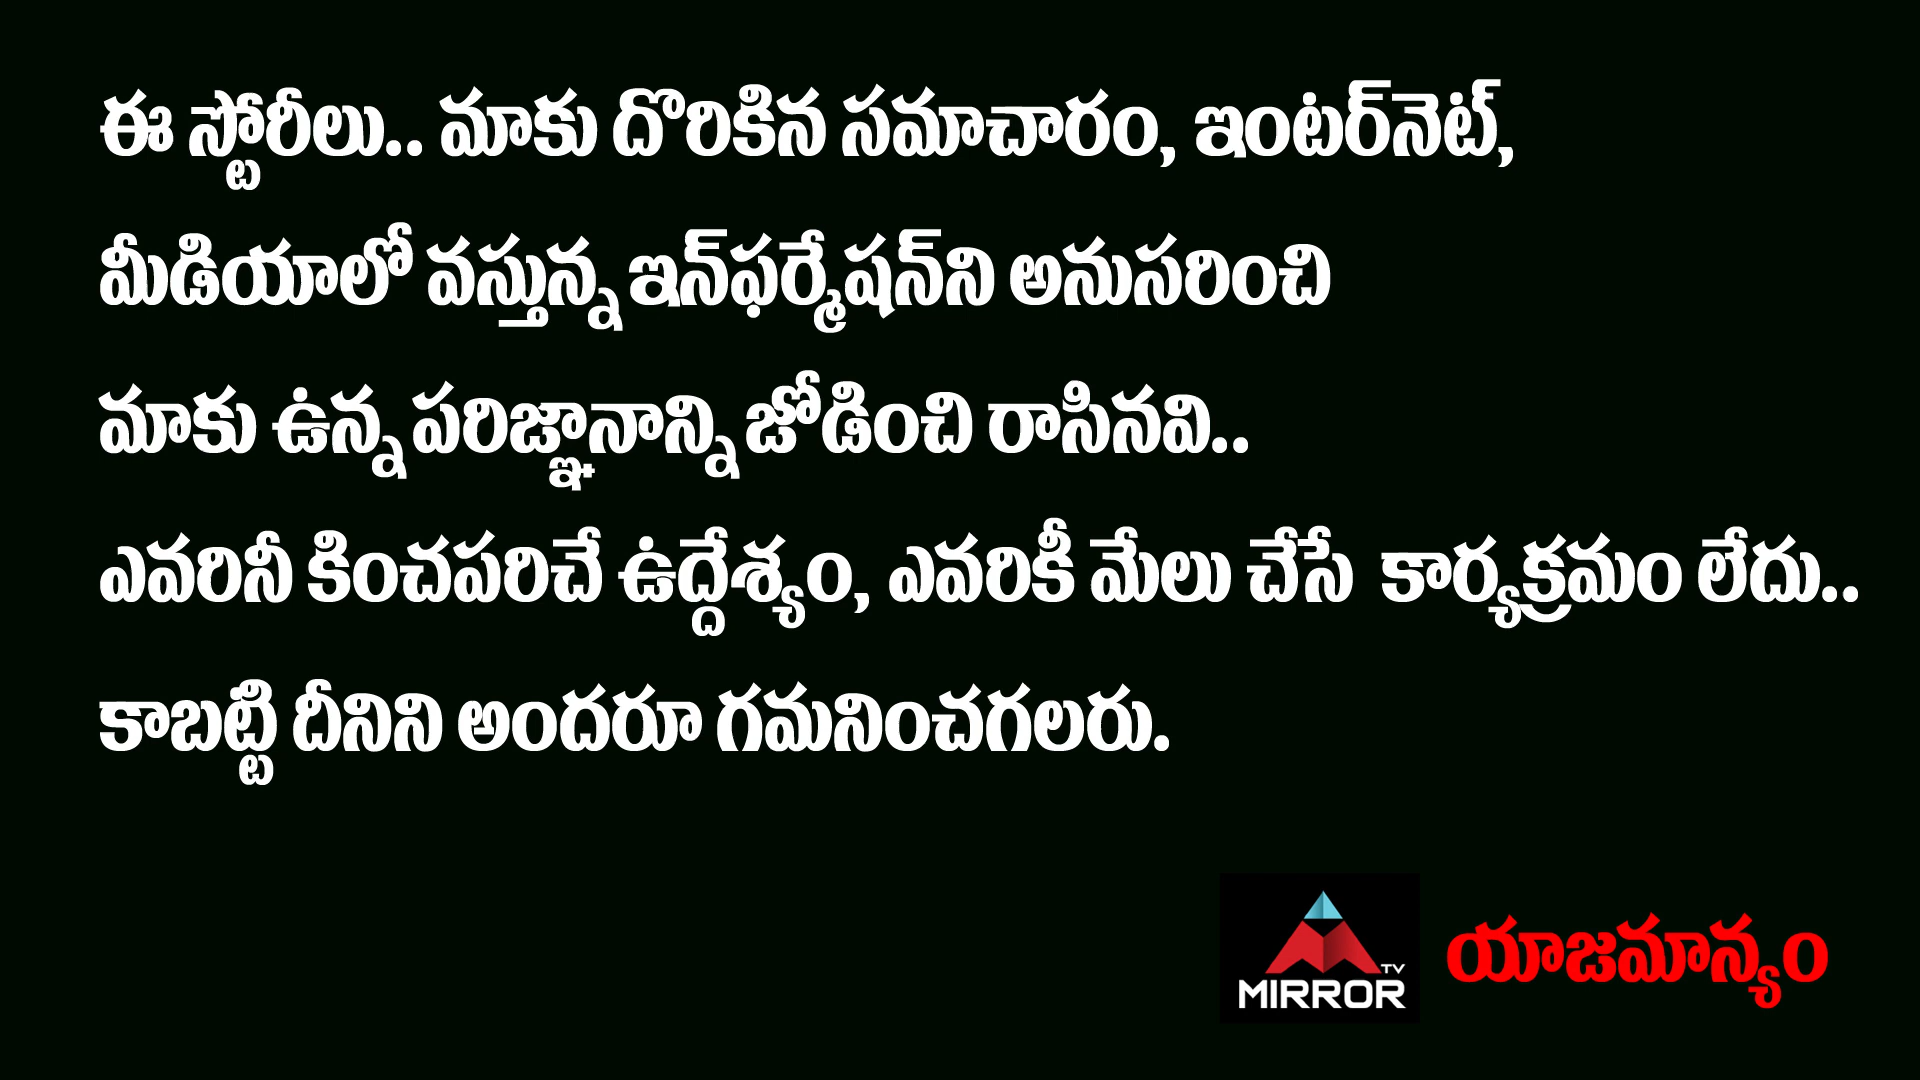 ఈ స్టోరీలు.. మాకు దొరికిన సమాచారం, ఇంటర్‌నెట్,
మీడియాలో వస్తున్న ఇన్‌ఫర్మేషన్‌ని అనుసరించి
మాకు ఉన్న పరిజ్ఞానాన్ని జోడించి రాసినవి..
ఎవరినీ కించపరిచే ఉద్దేశ్యం, ఎవరికీ మేలు చేసే కార్యక్రమం లేదు..
కాబట్టి దీనిని అందరూ గమనించగలరు.
TV
MIRROR
యాజమాన్యం